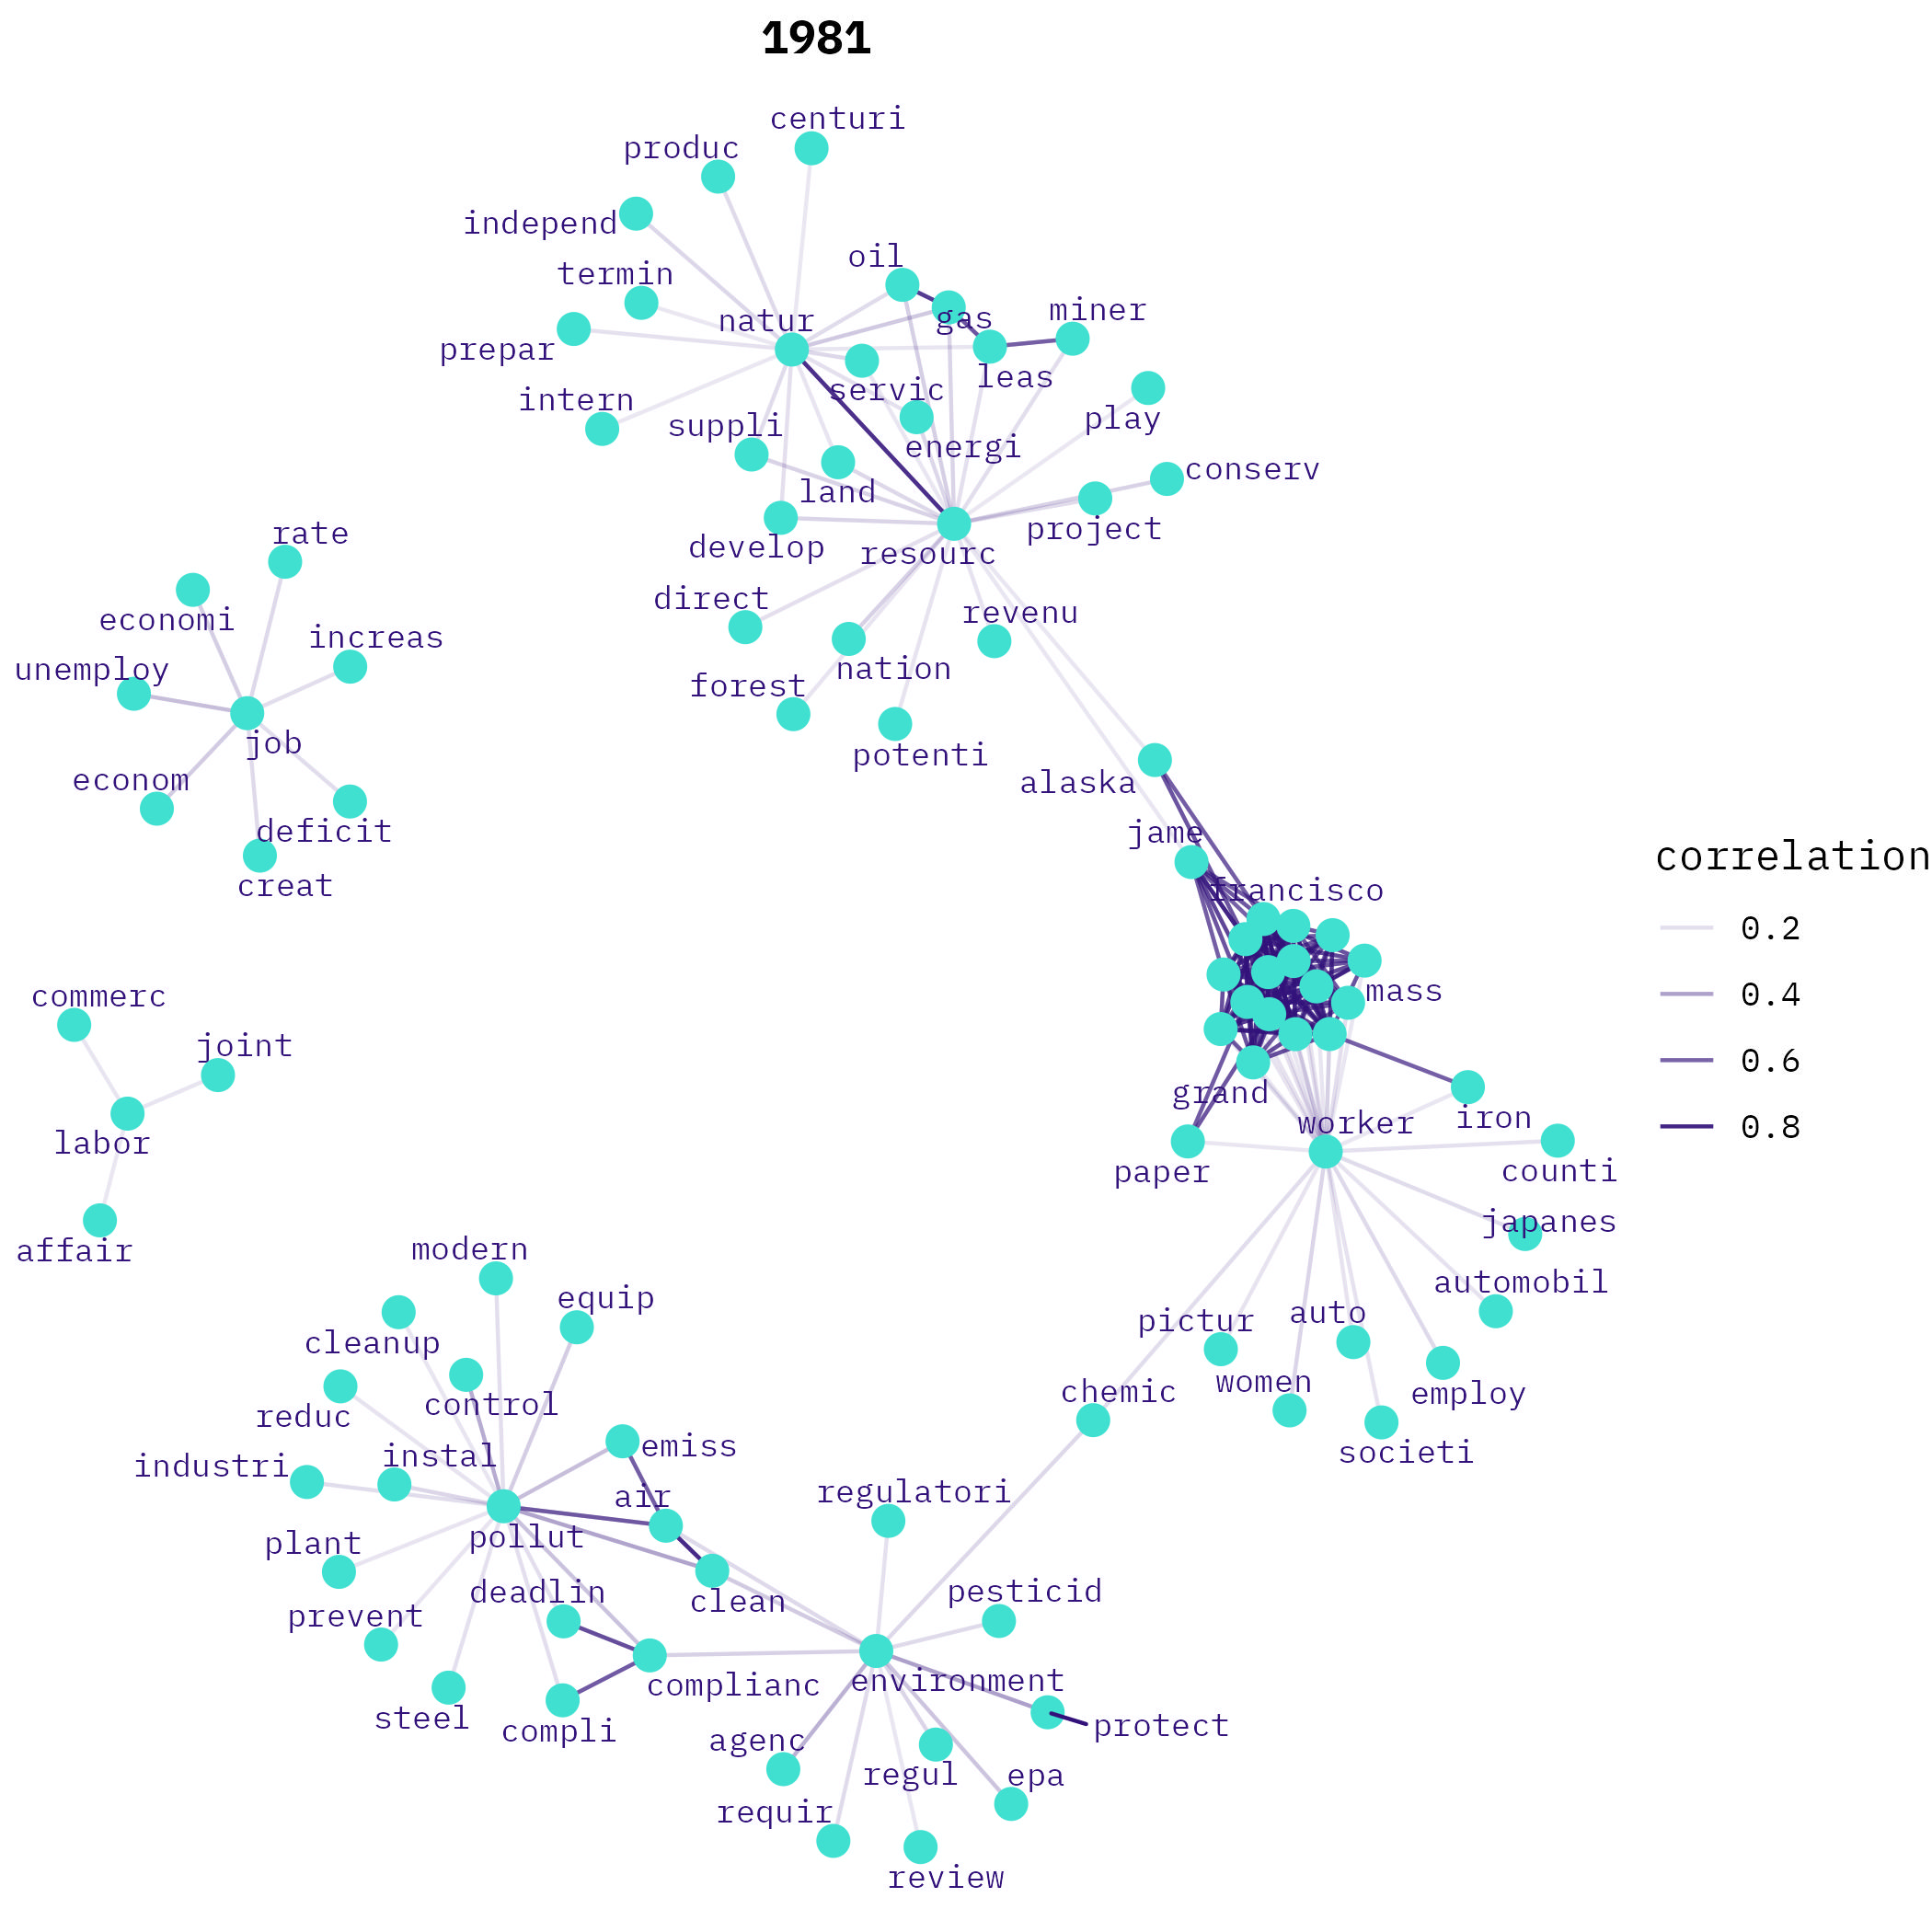 1981
centuri
produc
independ
oil
termin
miner
natur
gas
prepar
leas
servic
intern
play
suppli
energi
conserv
land
project
rate
develop
resourc
direct
economi
revenu
increas
unemploy
nation
forest
job
potenti
econom
alaska
deficit
jame
correlation
creat
francisco
0.2
commerc
mass
0.4
joint
0.6
grand
iron
worker
0.8
labor
paper
counti
japanes
affair
modern
automobil
equip
auto
pictur
cleanup
women
chemic
employ
control
reduc
emiss
societi
instal
industri
regulatori
air
pollut
plant
deadlin
pesticid
clean
prevent
environment
complianc
steel
protect
compli
agenc
regul
epa
requir
review